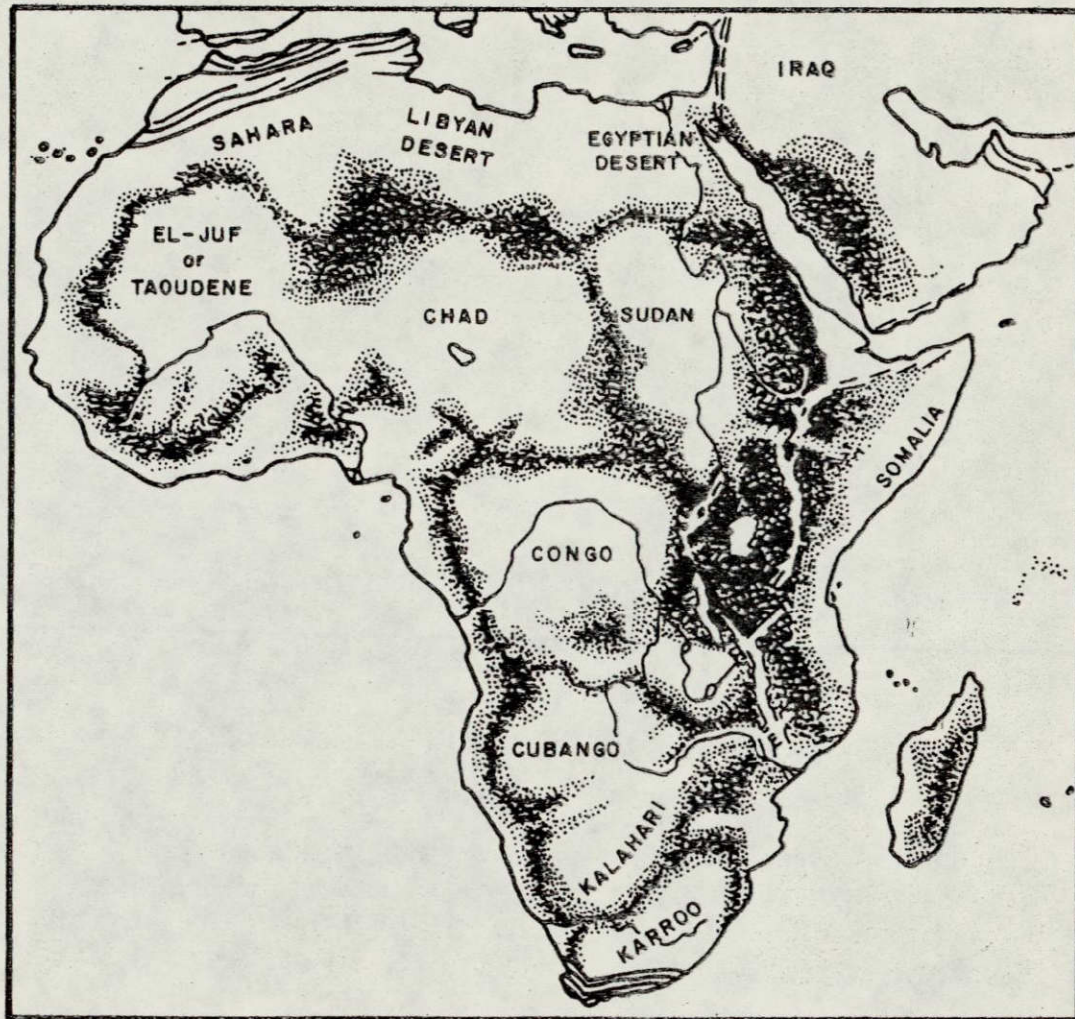 IRAQ
SAHARA
LIBYAN
DESERT
EGYPTIAN
DESERT
EL-JUF
or
TAOUDENE
CHAD
SUDAN
SOMALIA
CONGO
CUBANGO
KALAHARI
KARROO